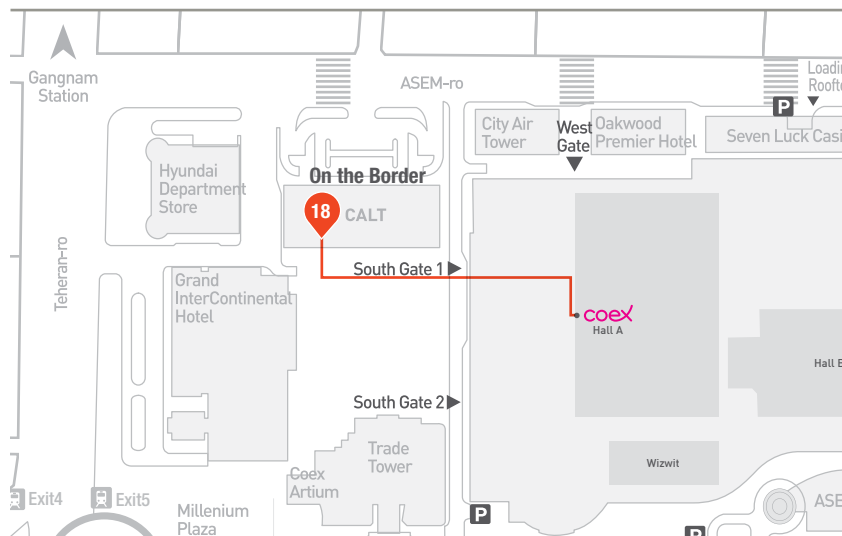 Gangnam
Station
ASEM-ro
Loadi
Rooft
P
City Air
Tower
West
Gate
Oakwood
Premier Hotel
Seven Luck Casi
Hyundai
Department
Store
On the Border
18
CALT
Teheran-ro
South Gate 1
Grand
InterContinental
Hotel
coex
Hall A
Hall E
South Gate 2
Trade
Tower
Wizwit
Coex
Artium
Exit4
Exit5
Millenium
Plaza
P
P
ASE